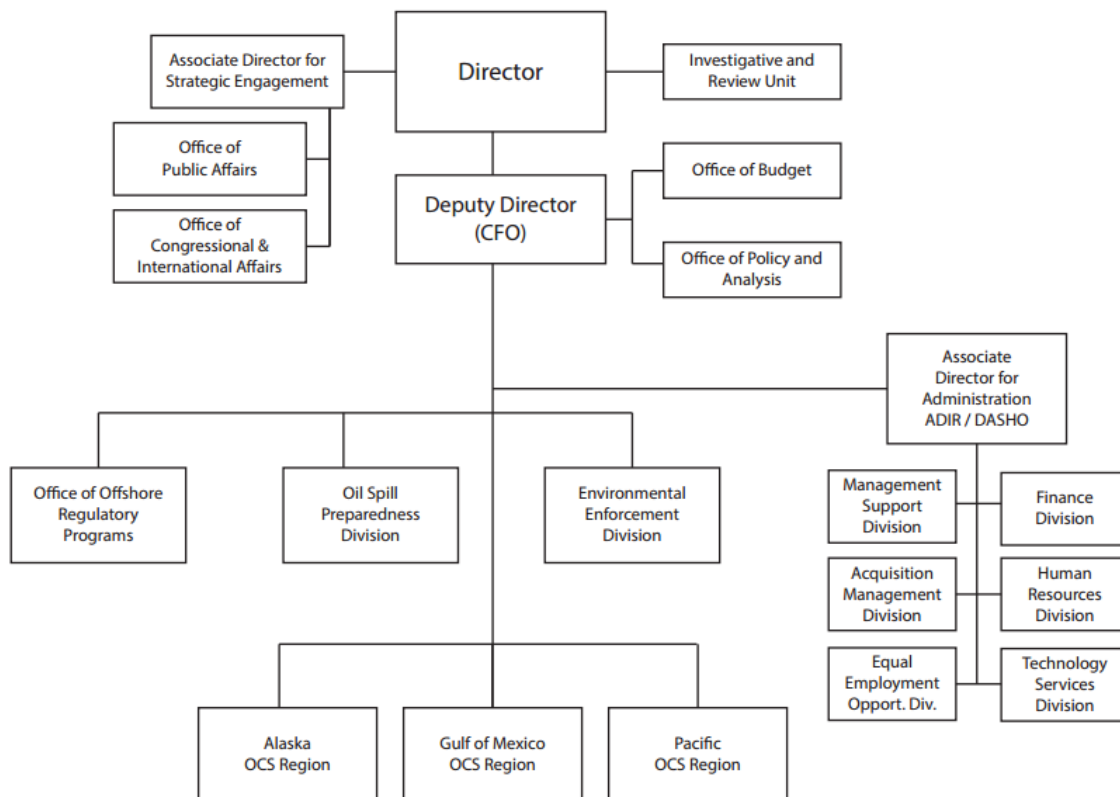 Associate Director for
Strategic Engagement
Director
Investigative and
Review Unit
Office of
Public Affairs
Office of Budget
Deputy Director
(CFO)
Office of
Congressional &
International Affairs
Office of Policy and
Analysis
Associate
Director for
Administration
ADIR / DASHO
Office of Offshore
Regulatory
Programs
Oil Spill
Preparedness
Division
Environmental
Enforcement
Division
Management
Support
Division
Finance
Division
Acquisition
Management
Division
Human
Resources
Division
Equal
Employment
Opport. Div.
Technology
Services
Division
Alaska
OCS Region
Gulf of Mexico
OCS Region
Pacific
OCS Region